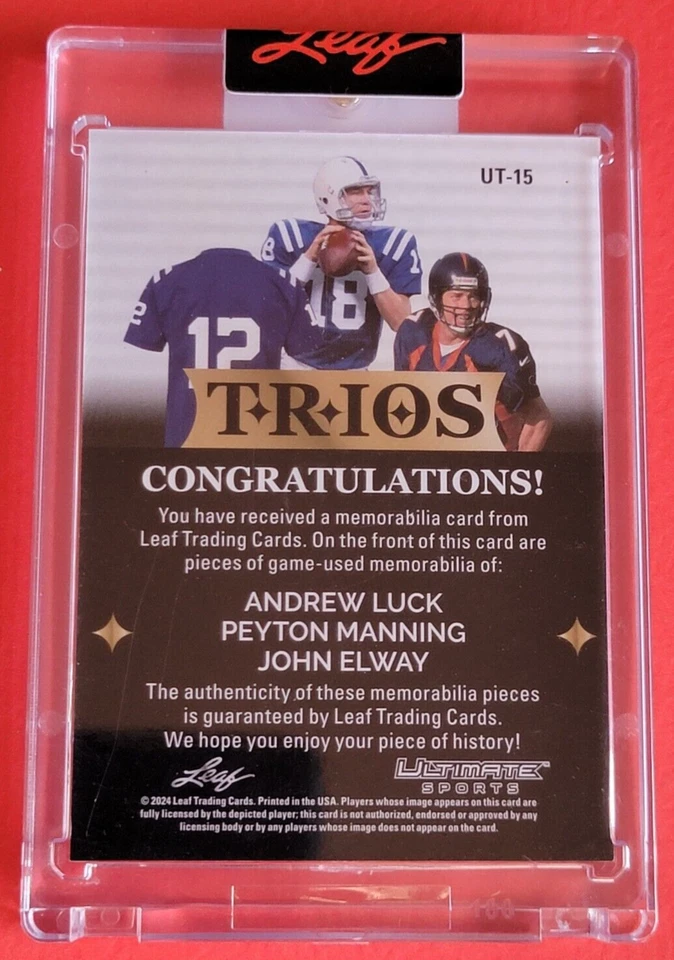 Leaf
UT-15
18
18
12
12
7
T·R·I·O·S
CONGRATULATIONS!
You have received a memorabilia card from
Leaf Trading Cards. On the front of this card are
pieces of game-used memorabilia of:
ANDREW LUCK
PEYTON MANNING
JOHN ELWAY
The authenticity of these memorabilia pieces
is guaranteed by Leaf Trading Cards.
We hope you enjoy your piece of history!
Leaf
ULTIMATE
SPORTS
© 2024 Leaf Trading Cards. Printed in the USA. Players whose image appears on this card are
fully licensed by the depicted player; this card is not authorized, endorsed or approved by any
licensing body or by any players whose image does not appear on the card.